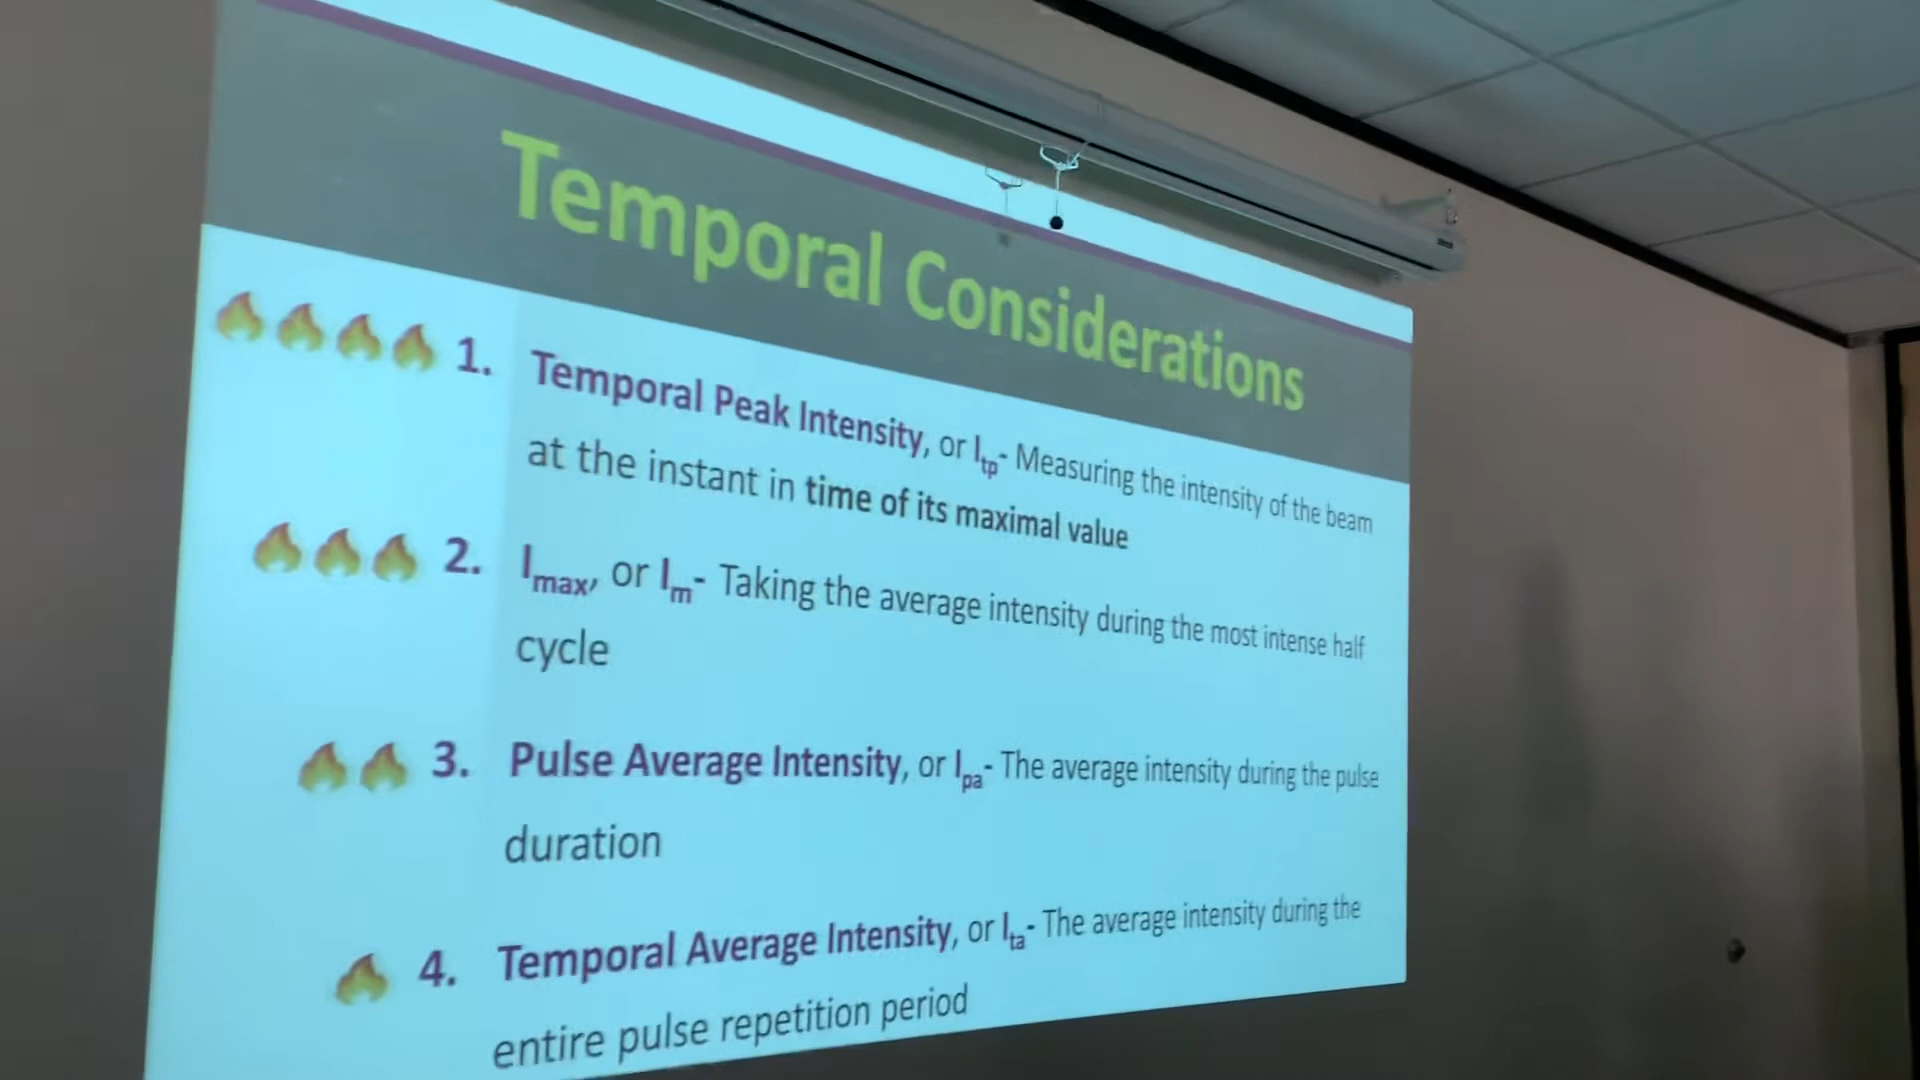 Temporal Considerations
1. Temporal Peak Intensity, or Itp- Measuring the intensity of the beam
at the instant in time of its maximal value
2. Imax, or Im- Taking the average intensity during the most intense half
cycle
3. Pulse Average Intensity, or Ipa- The average intensity during the pulse
duration
4. Temporal Average Intensity, or Ita- The average intensity during the
entire pulse repetition period